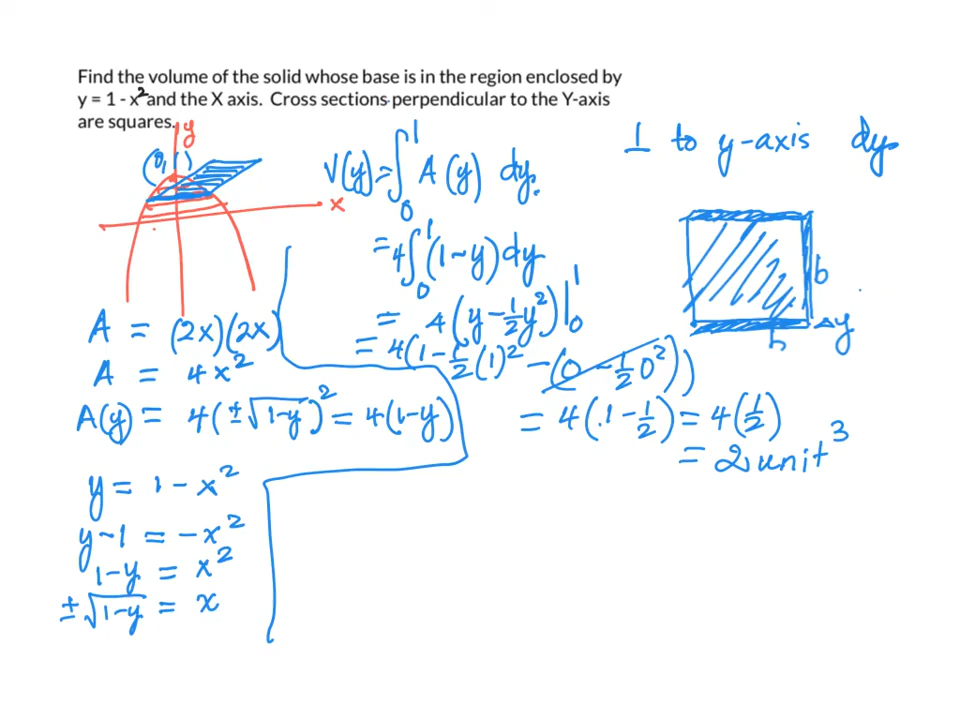 Find the volume of the solid whose base is in the region enclosed by
y = 1 - x² and the X axis. Cross sections perpendicular to the Y-axis
are squares.
y
(0,1)
x
V(y) = ∫₀¹ A(y) dy.
= 4∫₀¹ (1-y) dy
= 4(y - ½y²)|₀¹
= 4(1 - ½(1)² - (0 - ½0²))
= 4(1 - ½) = 4(½)
= 2 unit³
⊥ to y-axis dy
b
b
Δy
A = (2x)(2x)
A = 4x²
A(y) = 4(±√(1-y))² = 4(1-y)
y = 1 - x²
y-1 = -x²
1-y = x²
±√(1-y) = x